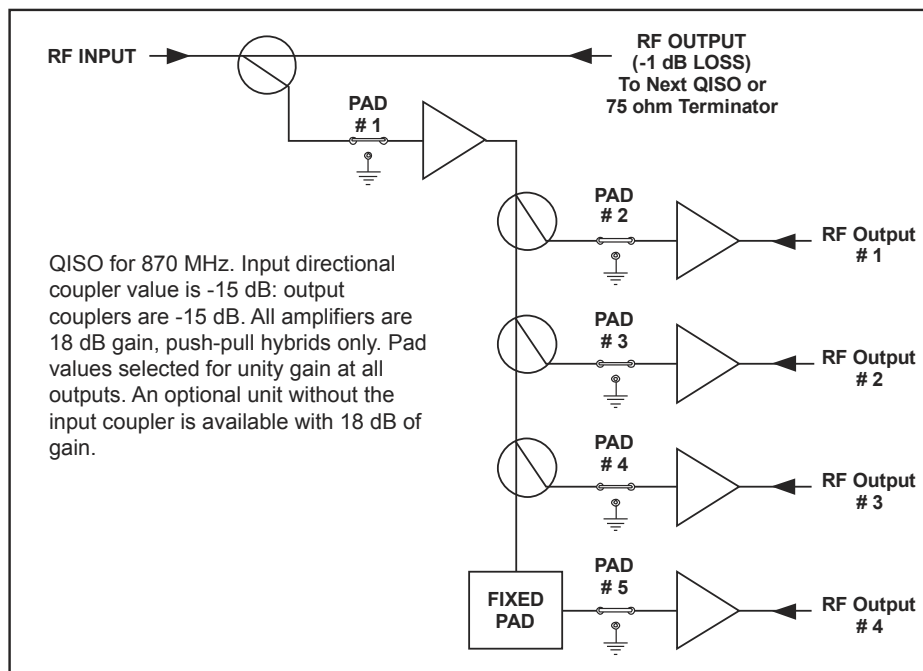 RF INPUT
RF OUTPUT
(-1 dB LOSS)
To Next QISO or
75 ohm Terminator
PAD
# 1
PAD
# 2
RF Output
# 1
QISO for 870 MHz. Input directional
coupler value is -15 dB: output
couplers are -15 dB. All amplifiers are
18 dB gain, push-pull hybrids only. Pad
values selected for unity gain at all
outputs. An optional unit without the
input coupler is available with 18 dB of
gain.
PAD
# 3
RF Output
# 2
PAD
# 4
RF Output
# 3
FIXED
PAD
PAD
# 5
RF Output
# 4